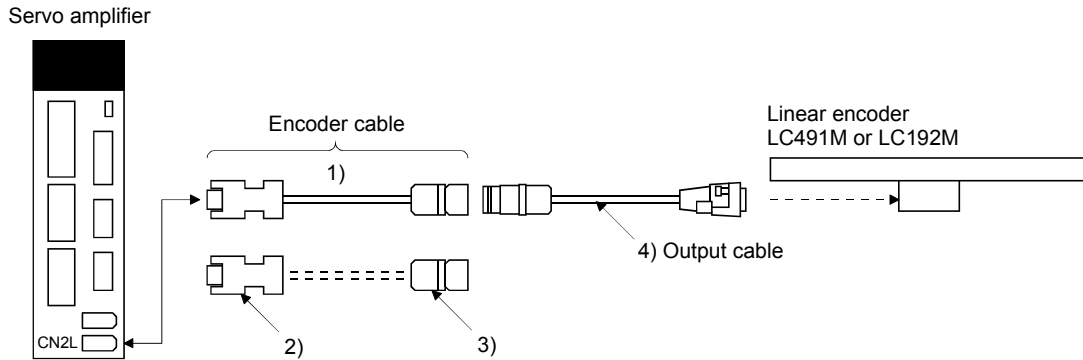 Servo amplifier
Encoder cable
1)
Linear encoder
LC491M or LC192M
4) Output cable
CN2L
2)
3)